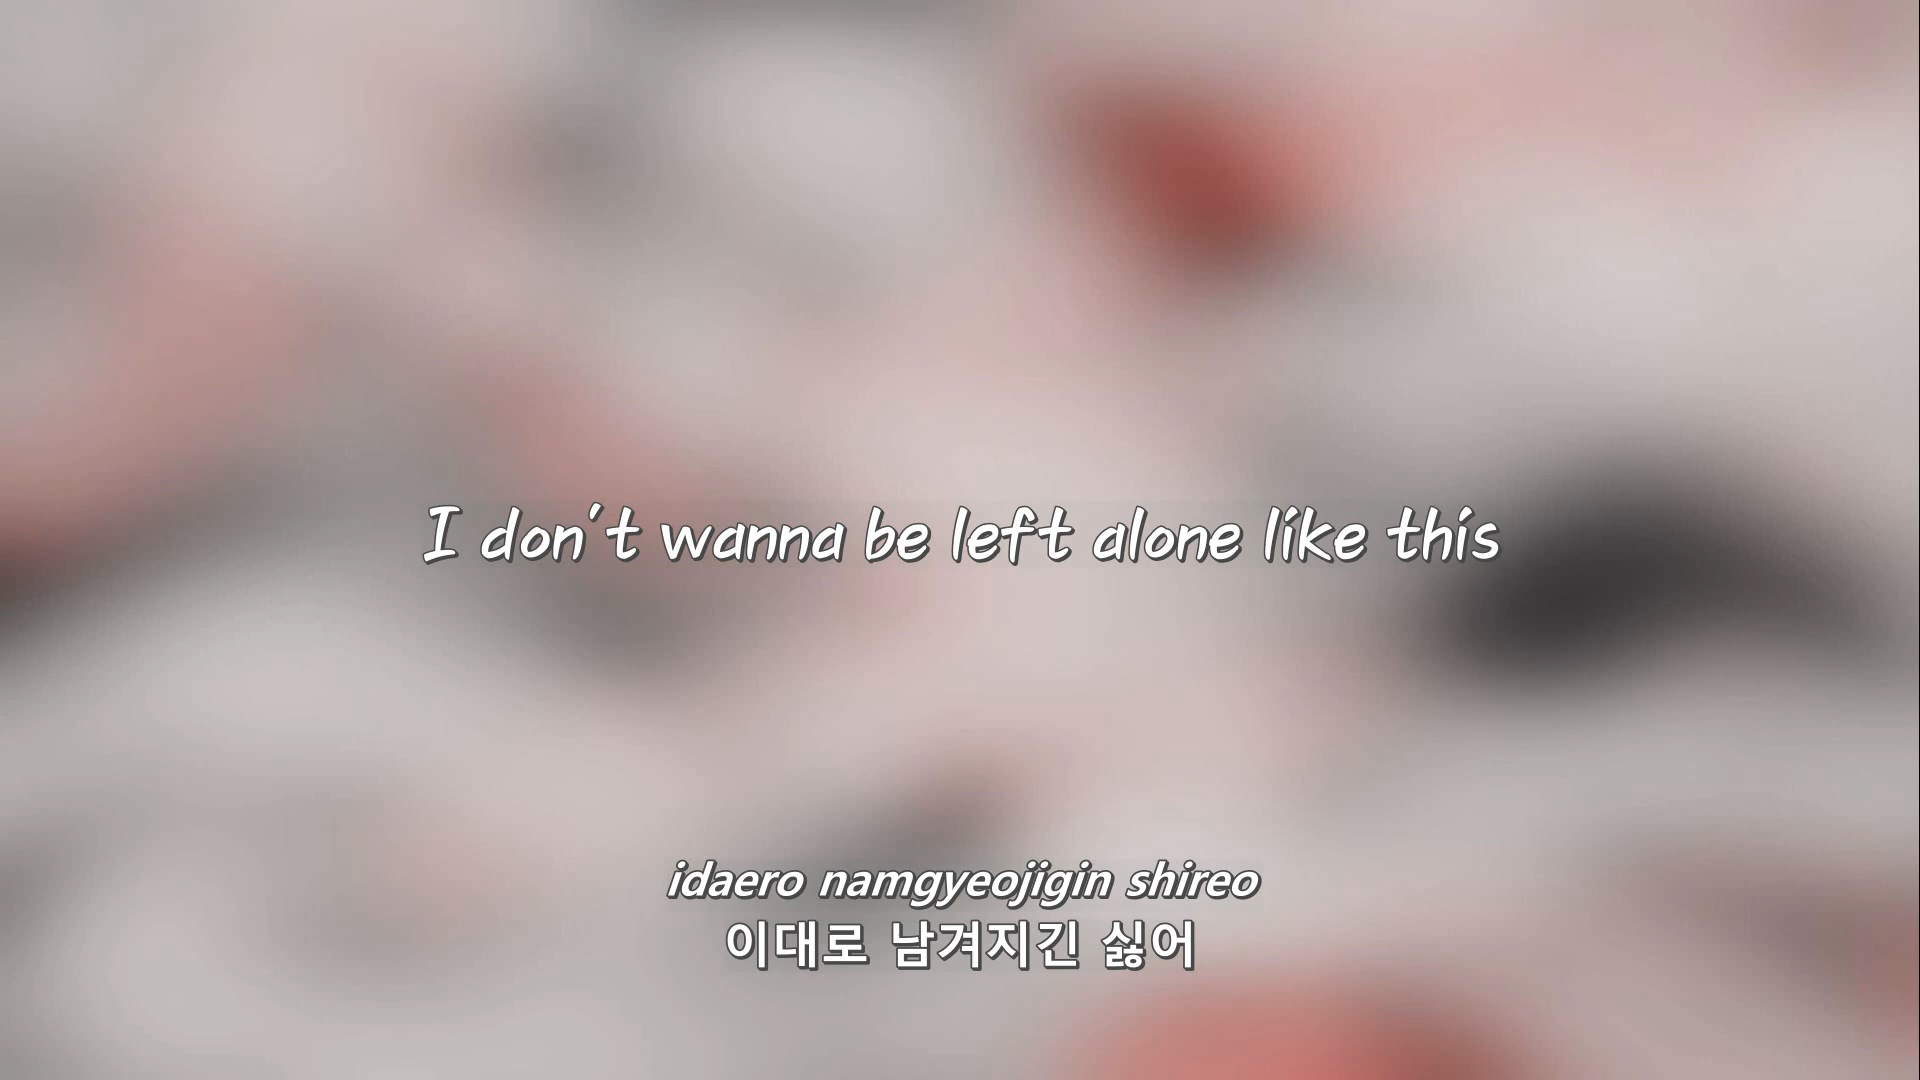 I don't wanna be left alone like this
idaero namgyeojigin shireo
이대로 남겨지긴 싫어